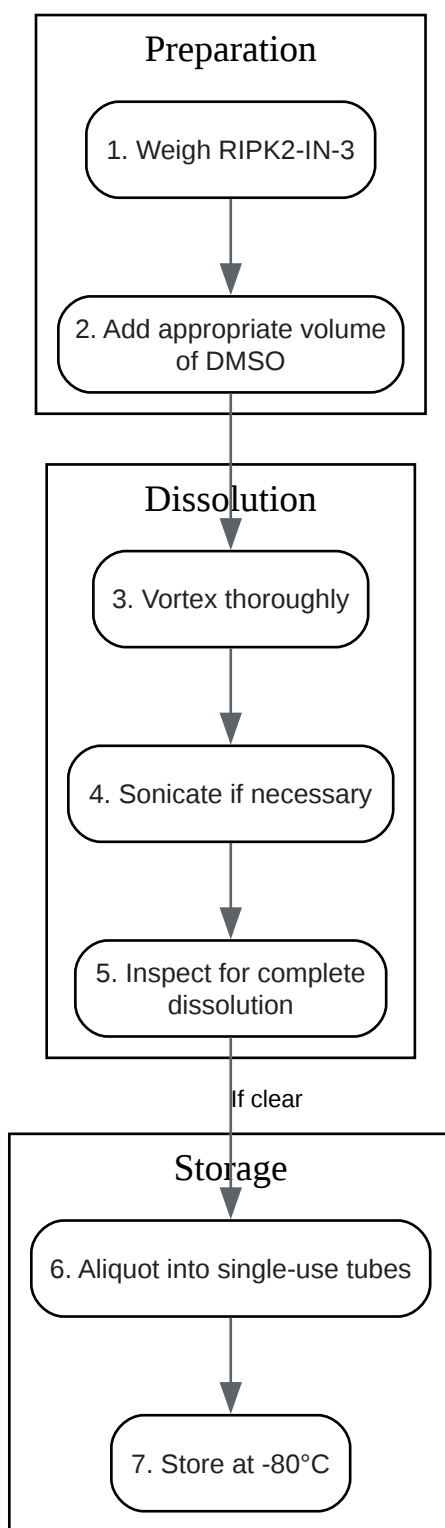 Preparation
1. Weigh RIPK2-IN-3
2. Add appropriate volume
of DMSO
Dissolution
3. Vortex thoroughly
4. Sonicate if necessary
5. Inspect for complete
dissolution
If clear
Storage
6. Aliquot into single-use tubes
7. Store at -80°C